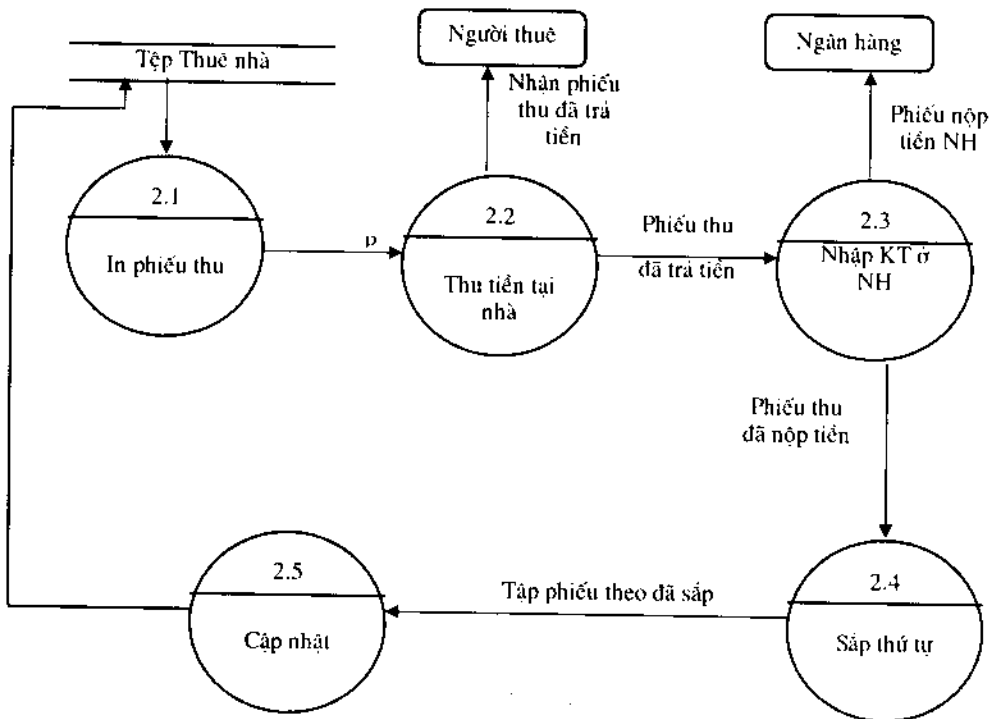 Tệp Thuê nhà
Người thuê
Ngân hàng
Nhận phiếu
thu đã trả
tiền
Phiếu nộp
tiền NH
2.1
In phiếu thu
p
2.2
Thu tiền tại
nhà
Phiếu thu
đã trả tiền
2.3
Nhập KT ở
NH
Phiếu thu
đã nộp tiền
2.5
Cập nhật
Tập phiếu theo đã sắp
2.4
Sắp thứ tự